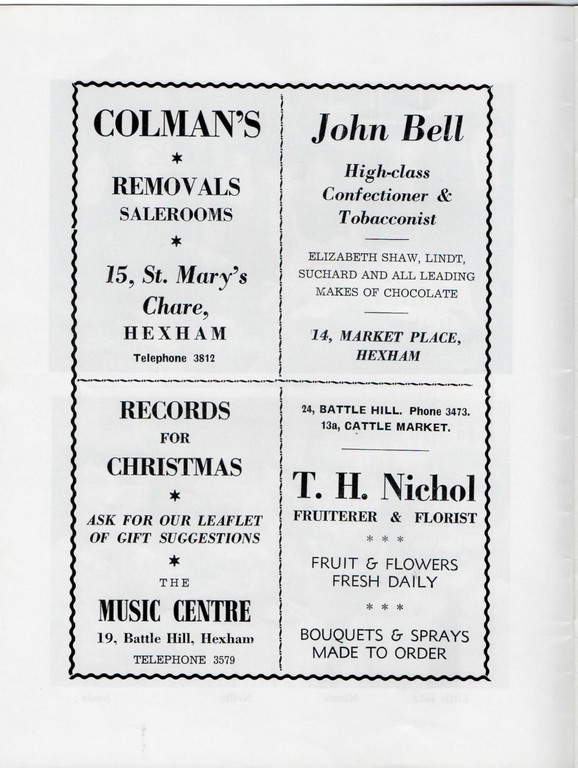 COLMAN'S
REMOVALS
SALEROOMS
15, St. Mary's
Chare,
HEXHAM
Telephone 3812
John Bell
High-class
Confectioner &
Tobacconist
ELIZABETH SHAW, LINDT,
SUCHARD AND ALL LEADING
MAKES OF CHOCOLATE
14, MARKET PLACE,
HEXHAM
RECORDS
FOR
CHRISTMAS
ASK FOR OUR LEAFLET
OF GIFT SUGGESTIONS
THE
MUSIC CENTRE
19, Battle Hill, Hexham
TELEPHONE 3579
24, BATTLE HILL. Phone 3473.
13a, CATTLE MARKET.
T. H. Nichol
FRUITERER & FLORIST
* * *
FRUIT & FLOWERS
FRESH DAILY
* * *
BOUQUETS & SPRAYS
MADE TO ORDER